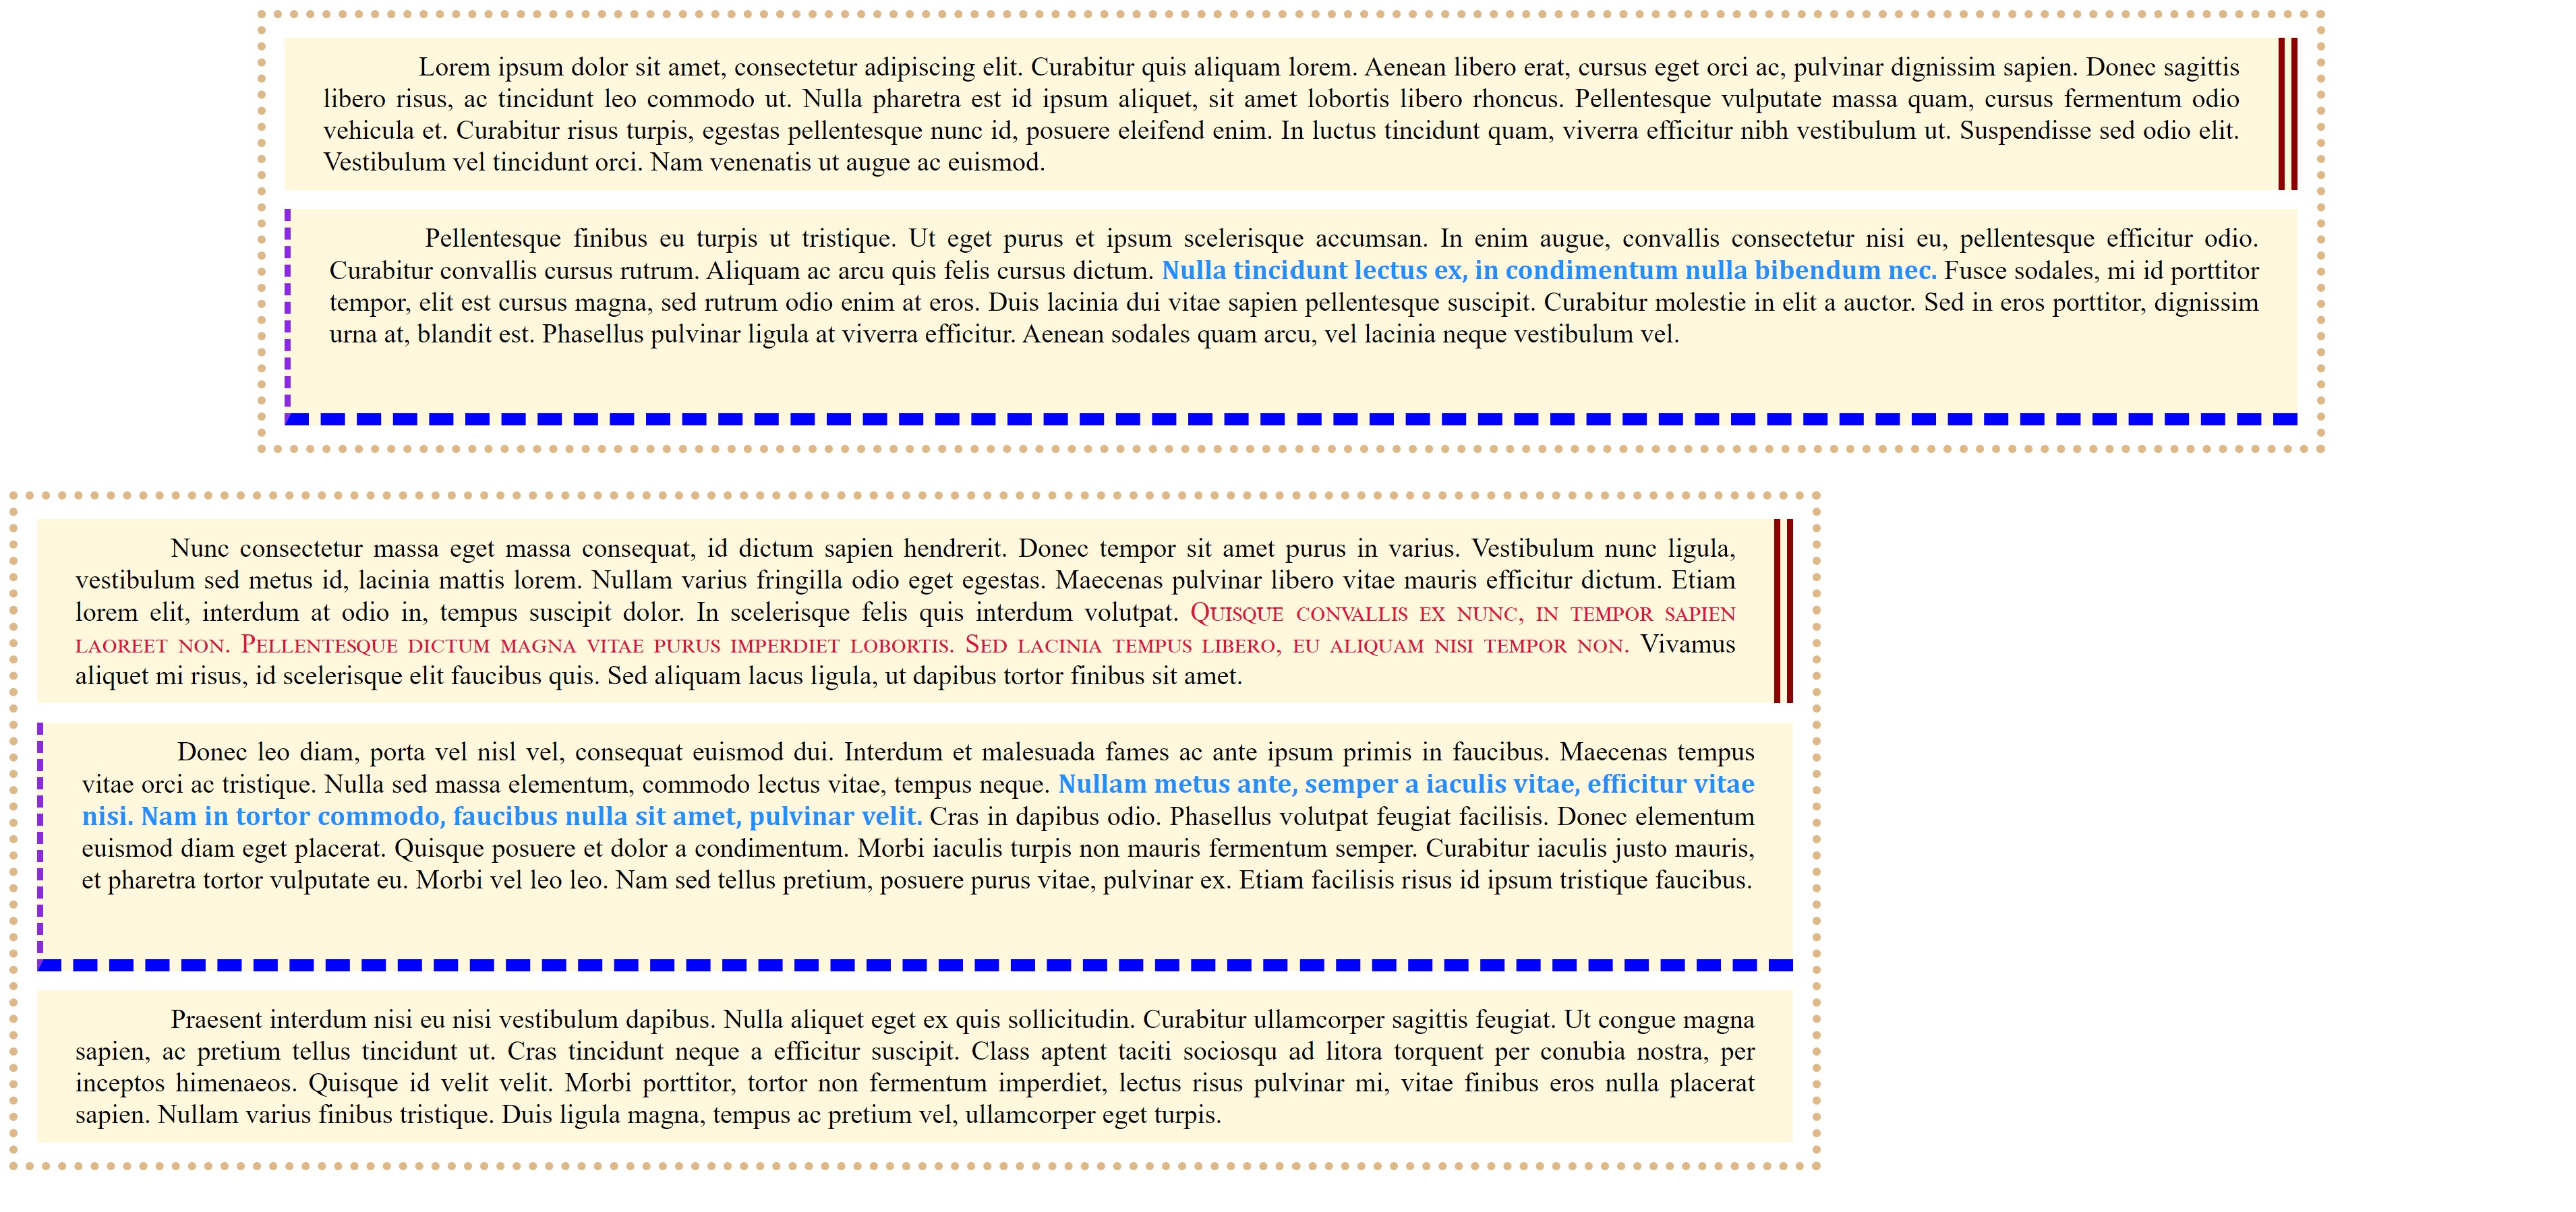 Lorem ipsum dolor sit amet, consectetur adipiscing elit. Curabitur quis aliquam lorem. Aenean libero erat, cursus eget orci ac, pulvinar dignissim sapien. Donec sagittis
libero risus, ac tincidunt leo commodo ut. Nulla pharetra est id ipsum aliquet, sit amet lobortis libero rhoncus. Pellentesque vulputate massa quam, cursus fermentum odio
vehicula et. Curabitur risus turpis, egestas pellentesque nunc id, posuere eleifend enim. In luctus tincidunt quam, viverra efficitur nibh vestibulum ut. Suspendisse sed odio elit.
Vestibulum vel tincidunt orci. Nam venenatis ut augue ac euismod.
Pellentesque finibus eu turpis ut tristique. Ut eget purus et ipsum scelerisque accumsan. In enim augue, convallis consectetur nisi eu, pellentesque efficitur odio.
Curabitur convallis cursus rutrum. Aliquam ac arcu quis felis cursus dictum. Nulla tincidunt lectus ex, in condimentum nulla bibendum nec. Fusce sodales, mi id porttitor
tempor, elit est cursus magna, sed rutrum odio enim at eros. Duis lacinia dui vitae sapien pellentesque suscipit. Curabitur molestie in elit a auctor. Sed in eros porttitor, dignissim
urna at, blandit est. Phasellus pulvinar ligula at viverra efficitur. Aenean sodales quam arcu, vel lacinia neque vestibulum vel.
Nunc consectetur massa eget massa consequat, id dictum sapien hendrerit. Donec tempor sit amet purus in varius. Vestibulum nunc ligula,
vestibulum sed metus id, lacinia mattis lorem. Nullam varius fringilla odio eget egestas. Maecenas pulvinar libero vitae mauris efficitur dictum. Etiam
lorem elit, interdum at odio in, tempus suscipit dolor. In scelerisque felis quis interdum volutpat. Quisque convallis ex nunc, in tempor sapien
laoreet non. Pellentesque dictum magna vitae purus imperdiet lobortis. Sed lacinia tempus libero, eu aliquam nisi tempor non. Vivamus
aliquet mi risus, id scelerisque elit faucibus quis. Sed aliquam lacus ligula, ut dapibus tortor finibus sit amet.
Donec leo diam, porta vel nisl vel, consequat euismod dui. Interdum et malesuada fames ac ante ipsum primis in faucibus. Maecenas tempus
vitae orci ac tristique. Nulla sed massa elementum, commodo lectus vitae, tempus neque. Nullam metus ante, semper a iaculis vitae, efficitur vitae
nisi. Nam in tortor commodo, faucibus nulla sit amet, pulvinar velit. Cras in dapibus odio. Phasellus volutpat feugiat facilisis. Donec elementum
euismod diam eget placerat. Quisque posuere et dolor a condimentum. Morbi iaculis turpis non mauris fermentum semper. Curabitur iaculis justo mauris,
et pharetra tortor vulputate eu. Morbi vel leo leo. Nam sed tellus pretium, posuere purus vitae, pulvinar ex. Etiam facilisis risus id ipsum tristique faucibus.
Praesent interdum nisi eu nisi vestibulum dapibus. Nulla aliquet eget ex quis sollicitudin. Curabitur ullamcorper sagittis feugiat. Ut congue magna
sapien, ac pretium tellus tincidunt ut. Cras tincidunt neque a efficitur suscipit. Class aptent taciti sociosqu ad litora torquent per conubia nostra, per
inceptos himenaeos. Quisque id velit velit. Morbi porttitor, tortor non fermentum imperdiet, lectus risus pulvinar mi, vitae finibus eros nulla placerat
sapien. Nullam varius finibus tristique. Duis ligula magna, tempus ac pretium vel, ullamcorper eget turpis.